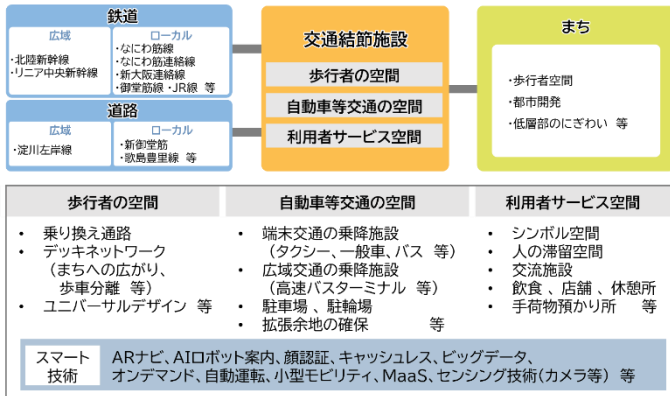 鉄道
広域
・北陸新幹線
・リニア中央新幹線
ローカル
・なにわ筋線
・なにわ筋連絡線
・新大阪連絡線
・御堂筋線・JR線 等
道路
広域
・淀川左岸線
ローカル
・新御堂筋
・歌島豊里線 等
交通結節施設
歩行者の空間
自動車等交通の空間
利用者サービス空間
まち
・歩行者空間
・都市開発
・低層部のにぎわい 等
歩行者の空間
• 乗り換え通路
• デッキネットワーク
（まちへの広がり、
歩車分離 等）
• ユニバーサルデザイン 等
自動車等交通の空間
• 端末交通の乗降施設
（タクシー、一般車、バス 等）
• 広域交通の乗降施設
（高速バスターミナル 等）
• 駐車場、駐輪場
• 拡張余地の確保 等
利用者サービス空間
• シンボル空間
• 人の滞留空間
• 交流施設
• 飲食、店舗、休憩所
• 手荷物預かり所 等
スマート
技術
ARナビ、AIロボット案内、顔認証、キャッシュレス、ビッグデータ、
オンデマンド、自動運転、小型モビリティ、MaaS、センシング技術(カメラ等) 等